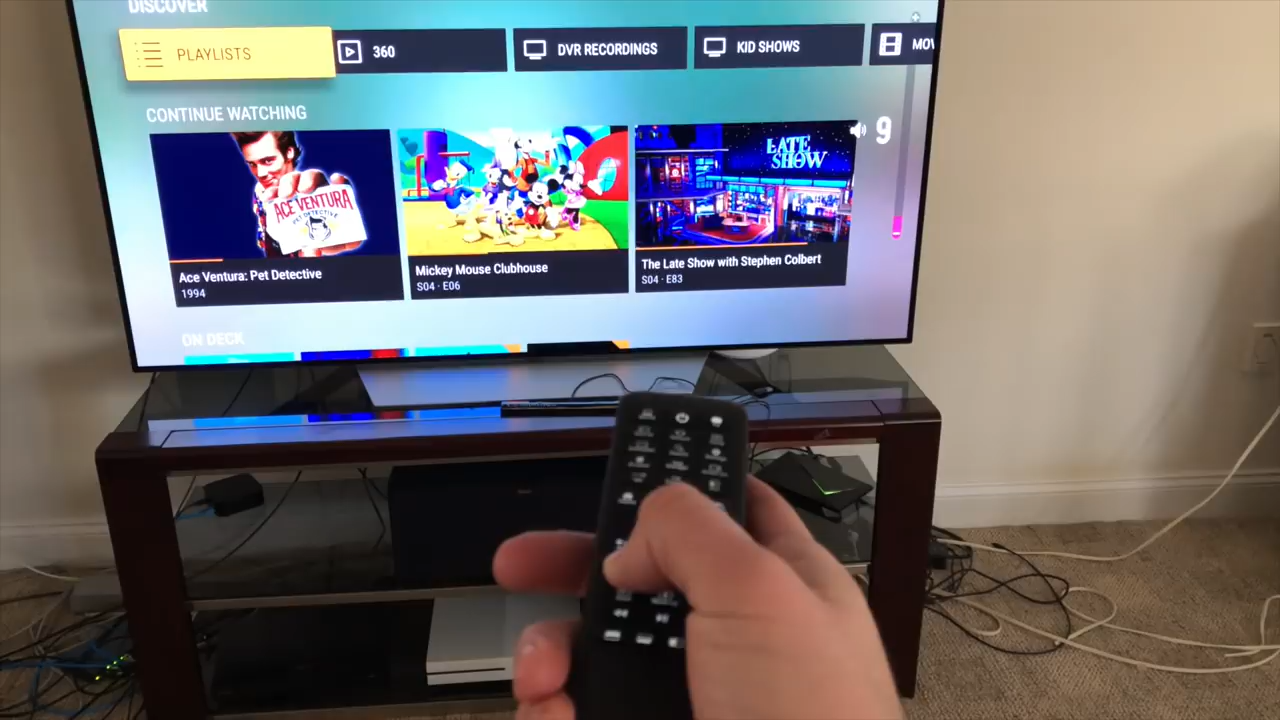 DISCOVER
PLAYLISTS
360
DVR RECORDINGS
KID SHOWS
MOV
CONTINUE WATCHING
9
ACE VENTURA
PET DETECTIVE
LATE
SHOW
Ace Ventura: Pet Detective
1994
Mickey Mouse Clubhouse
S04 · E06
The Late Show with Stephen Colbert
S04 · E83
ON DECK